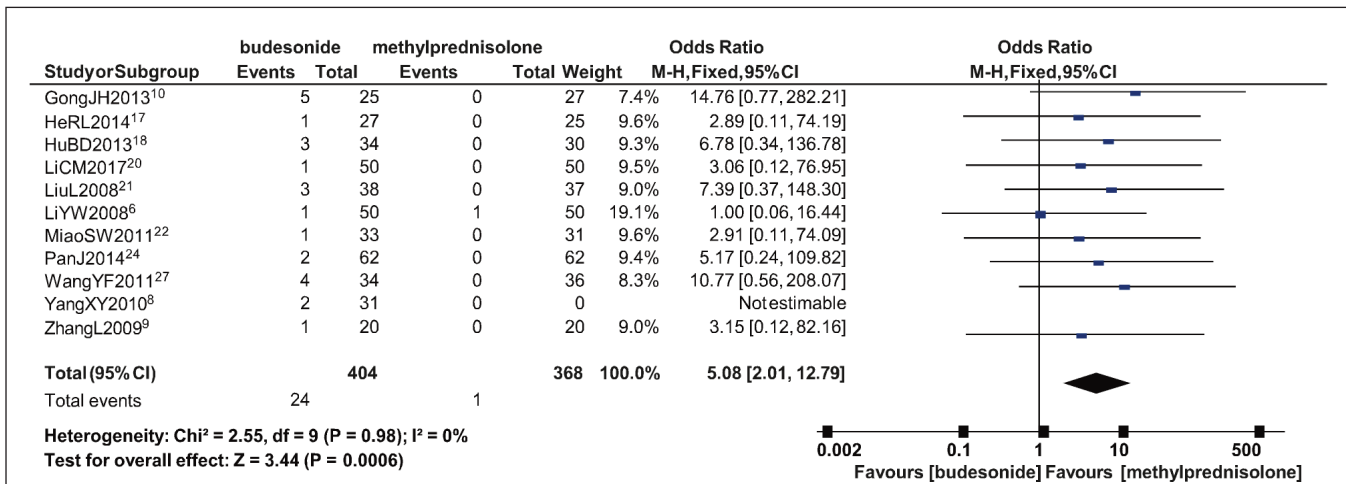 budesonide methylprednisolone Odds Ratio Odds Ratio
StudyorSubgroup Events Total Events Total Weight M-H,Fixed,95%CI M-H,Fixed,95%CI
GongJH2013¹⁰ 5 25 0 27 7.4% 14.76 [0.77, 282.21]
HeRL2014¹⁷ 1 27 0 25 9.6% 2.89 [0.11, 74.19]
HuBD2013¹⁸ 3 34 0 30 9.3% 6.78 [0.34, 136.78]
LiCM2017²⁰ 1 50 0 50 9.5% 3.06 [0.12, 76.95]
LiuL2008²¹ 3 38 0 37 9.0% 7.39 [0.37, 148.30]
LiYW2008⁶ 1 50 1 50 19.1% 1.00 [0.06, 16.44]
MiaoSW2011²² 1 33 0 31 9.6% 2.91 [0.11, 74.09]
PanJ2014²⁴ 2 62 0 62 9.4% 5.17 [0.24, 109.82]
WangYF2011²⁷ 4 34 0 36 8.3% 10.77 [0.56, 208.07]
YangXY2010⁸ 2 31 0 0 Not estimable
ZhangL2009⁹ 1 20 0 20 9.0% 3.15 [0.12, 82.16]
Total (95% CI) 404 368 100.0% 5.08 [2.01, 12.79]
Total events 24 1
Heterogeneity: Chi² = 2.55, df = 9 (P = 0.98); I² = 0%
Test for overall effect: Z = 3.44 (P = 0.0006)
0.002 0.1 1 10 500
Favours [budesonide] Favours [methylprednisolone]